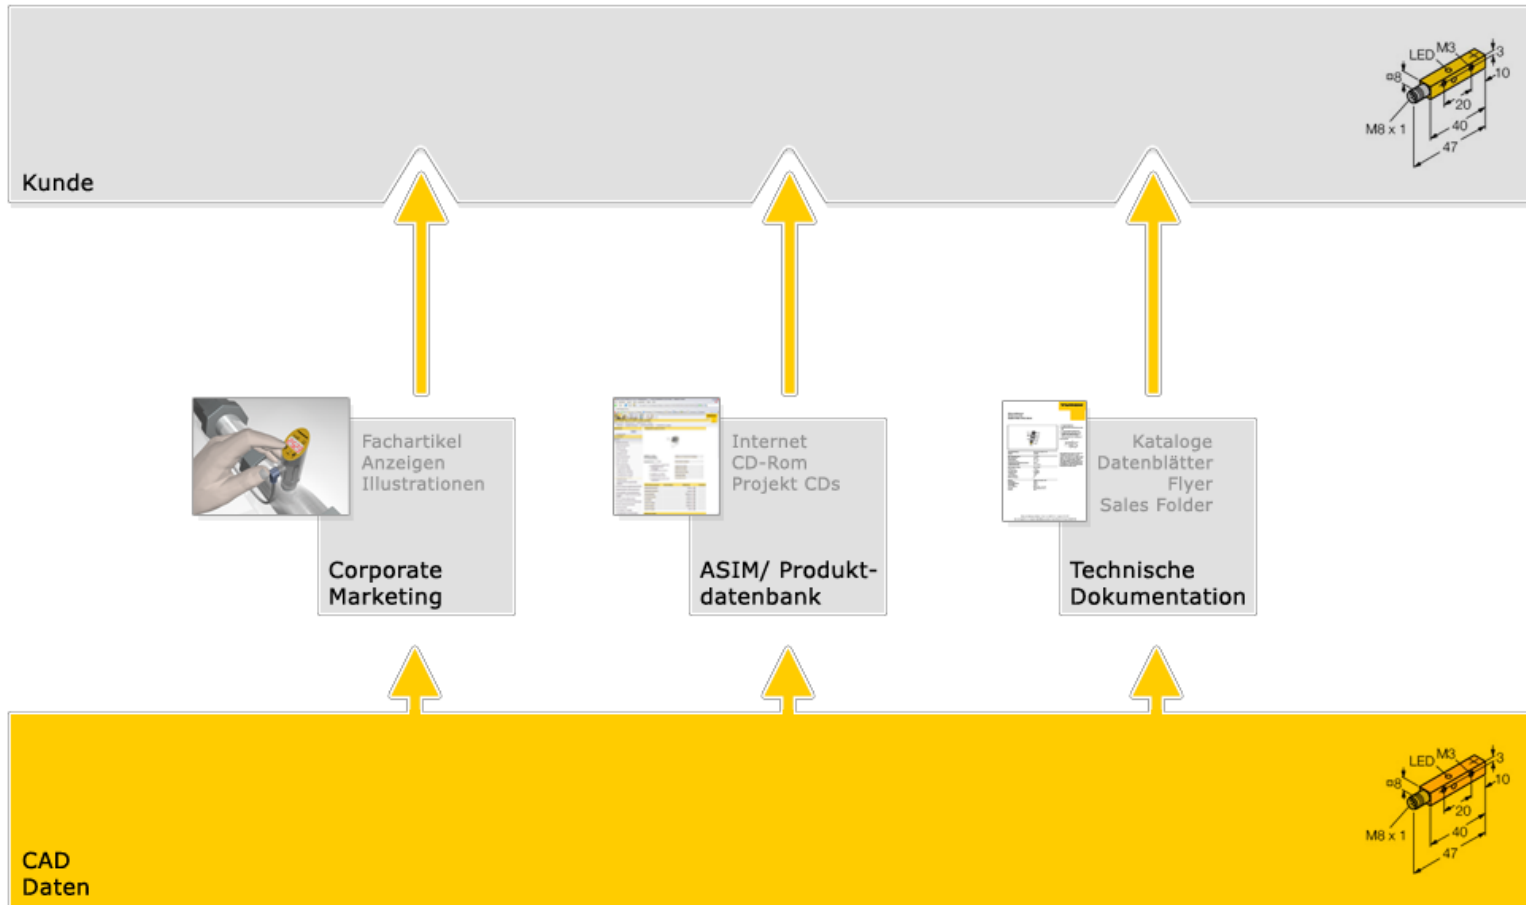 LED M3
3
▫8
10
20
M8 x 1
40
47
Kunde
Fachartikel
Anzeigen
Illustrationen
Corporate
Marketing
Internet
CD-Rom
Projekt CDs
ASIM/ Produkt-
datenbank
Kataloge
Datenblätter
Flyer
Sales Folder
Technische
Dokumentation
LED M3
3
▫8
10
20
M8 x 1
40
47
CAD
Daten